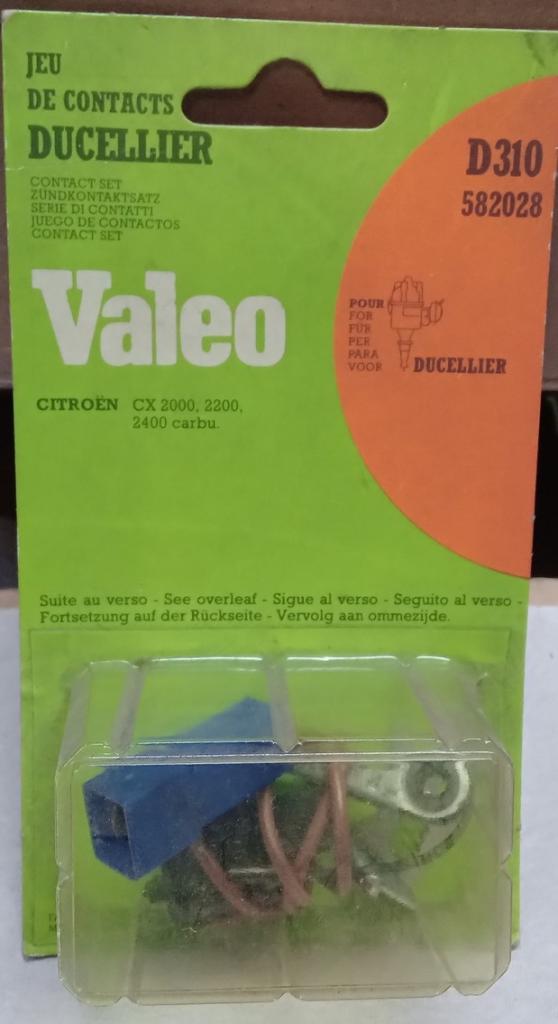 JEU
DE CONTACTS
DUCELLIER
CONTACT SET
ZÜNDKONTAKTSATZ
SERIE DI CONTATTI
JUEGO DE CONTACTOS
CONTACT SET
D310
582028
Valeo
POUR
FOR
FÜR
PER
PARA
VOOR
DUCELLIER
CITROËN CX 2000, 2200,
2400 carbu.
Suite au verso - See overleaf - Sigue al verso - Seguito al verso -
Fortsetzung auf der Rückseite - Vervolg aan ommezijde.